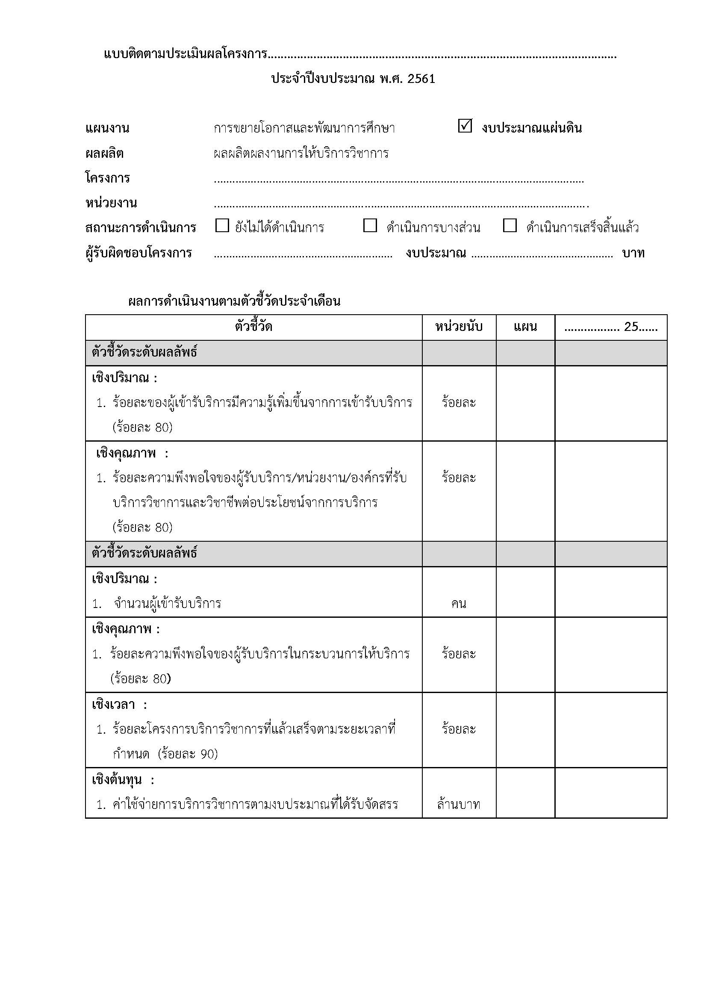 แบบติดตามประเมินผลโครงการ..........................................................................................................
ประจำปีงบประมาณ พ.ศ. 2561
แผนงาน การขยายโอกาสและพัฒนาการศึกษา ☑ งบประมาณแผ่นดิน
ผลผลิต ผลผลิตผลงานการให้บริการวิชาการ
โครงการ ..........................................................................................................................
หน่วยงาน ............................................................................................................................
สถานะการดำเนินการ ☐ ยังไม่ได้ดำเนินการ ☐ ดำเนินการบางส่วน ☐ ดำเนินการเสร็จสิ้นแล้ว
ผู้รับผิดชอบโครงการ ........................................................... งบประมาณ ............................................... บาท
ผลการดำเนินงานตามตัวชี้วัดประจำเดือน
ตัวชี้วัด หน่วยนับ แผน ................. 25......
ตัวชี้วัดระดับผลลัพธ์
เชิงปริมาณ :
1. ร้อยละของผู้เข้ารับบริการมีความรู้เพิ่มขึ้นจากการเข้ารับบริการ ร้อยละ
(ร้อยละ 80)
เชิงคุณภาพ :
1. ร้อยละความพึงพอใจของผู้รับบริการ/หน่วยงาน/องค์กรที่รับ ร้อยละ
บริการวิชาการและวิชาชีพต่อประโยชน์จากการบริการ
(ร้อยละ 80)
ตัวชี้วัดระดับผลลัพธ์
เชิงปริมาณ :
1. จำนวนผู้เข้ารับบริการ คน
เชิงคุณภาพ :
1. ร้อยละความพึงพอใจของผู้รับบริการในกระบวนการให้บริการ ร้อยละ
(ร้อยละ 80)
เชิงเวลา :
1. ร้อยละโครงการบริการวิชาการที่แล้วเสร็จตามระยะเวลาที่ ร้อยละ
กำหนด (ร้อยละ 90)
เชิงต้นทุน :
1. ค่าใช้จ่ายการบริการวิชาการตามงบประมาณที่ได้รับจัดสรร ล้านบาท